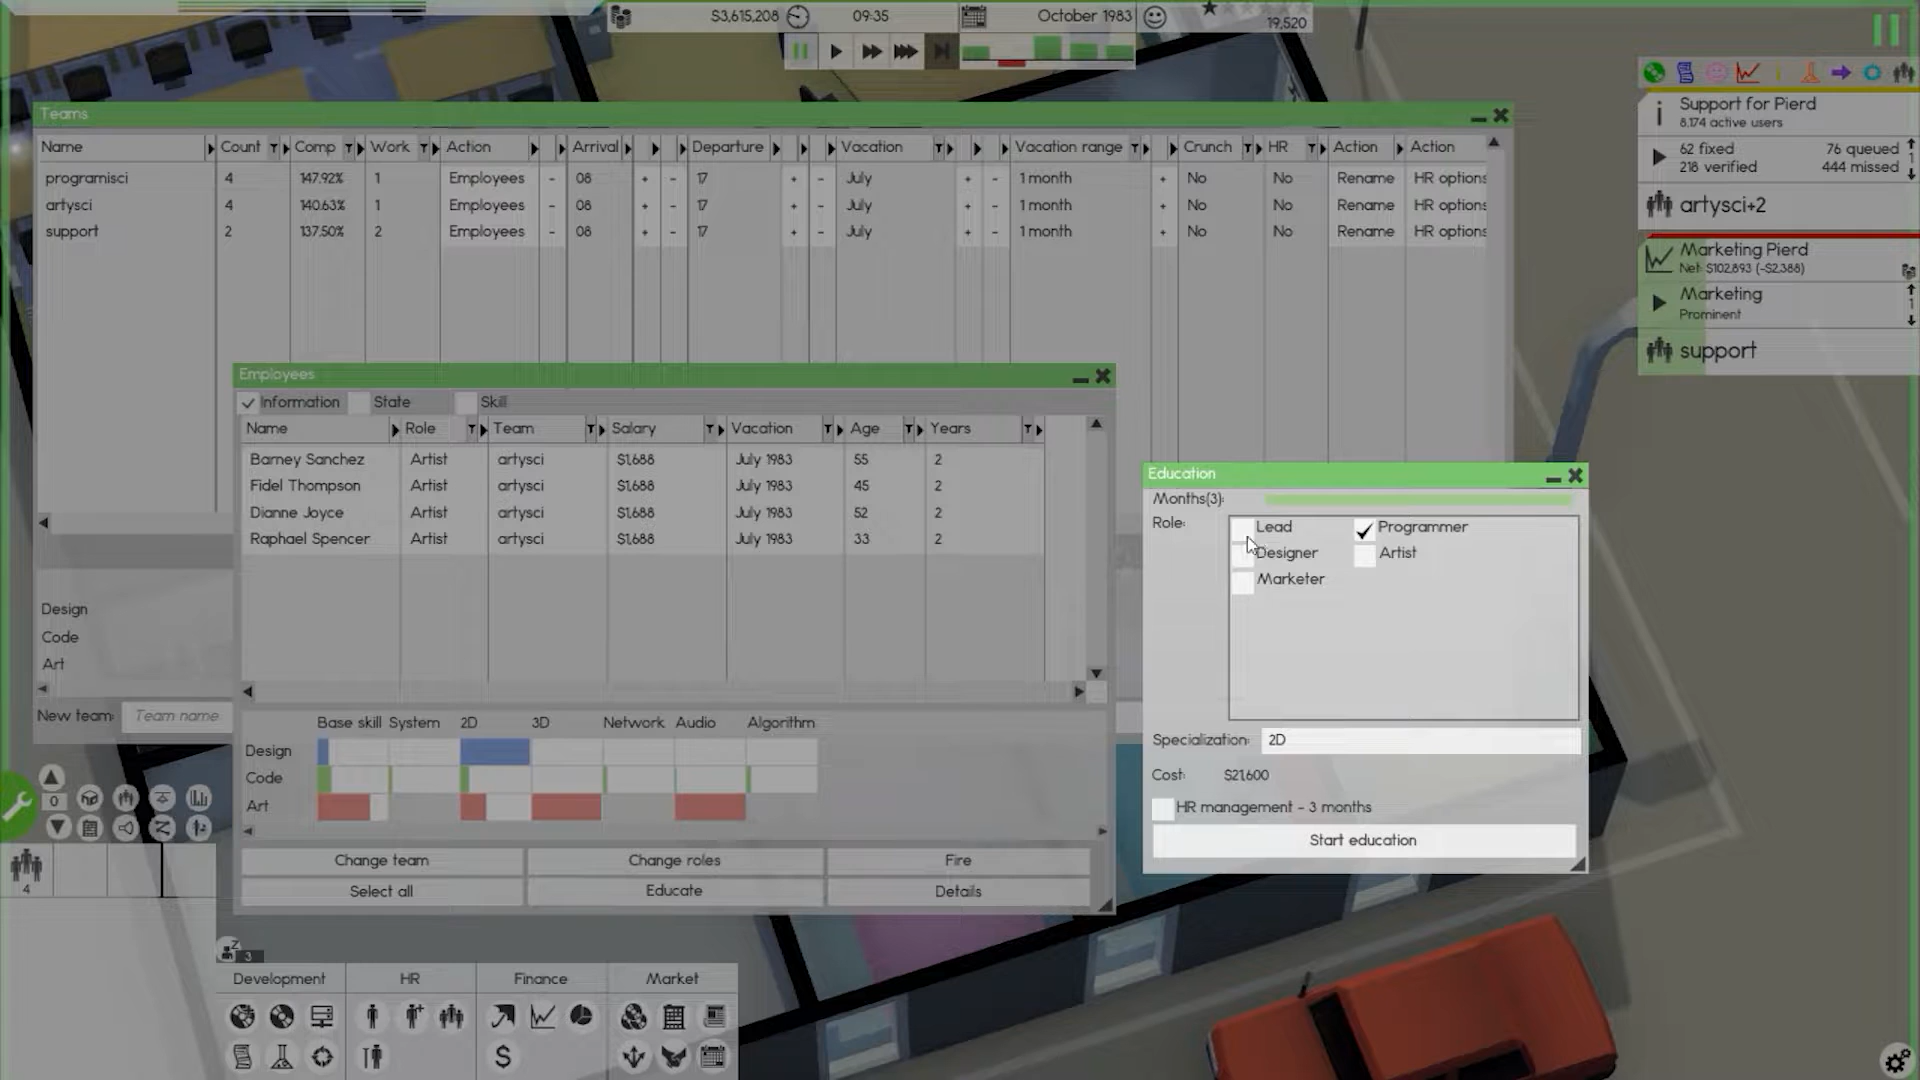 $3,615,208 09:35 October 1983 19,520
Teams
Name Count Comp Work Action Arrival Departure Vacation Vacation range Crunch HR Action Action
programisci 4 147.92% 1 Employees - 08 + - 17 + - July + - 1 month + No No Rename HR options
artysci 4 140.63% 1 Employees - 08 + - 17 + - July + - 1 month + No No Rename HR options
support 2 137.50% 2 Employees - 08 + - 17 + - July + - 1 month + No No Rename HR options
Design
Code
Art
New team: Team name
Employees
Information State Skill
Name Role Team Salary Vacation Age Years
Barney Sanchez Artist artysci $1,688 July 1983 55 2
Fidel Thompson Artist artysci $1,688 July 1983 45 2
Dianne Joyce Artist artysci $1,688 July 1983 52 2
Raphael Spencer Artist artysci $1,688 July 1983 33 2
Base skill System 2D 3D Network Audio Algorithm
Design
Code
Art
Change team Change roles Fire
Select all Educate Details
Education
Months(3):
Role: Lead Programmer
Designer Artist
Marketer
Specialization: 2D
Cost: $21,600
HR management - 3 months
Start education
Support for Pierd
8,174 active users
62 fixed 76 queued
218 verified 444 missed
1
artysci+2
Marketing Pierd
Net: $102,893 (-$2,388)
Marketing
Prominent
1
support
0
4
Z
3
Development HR Finance Market